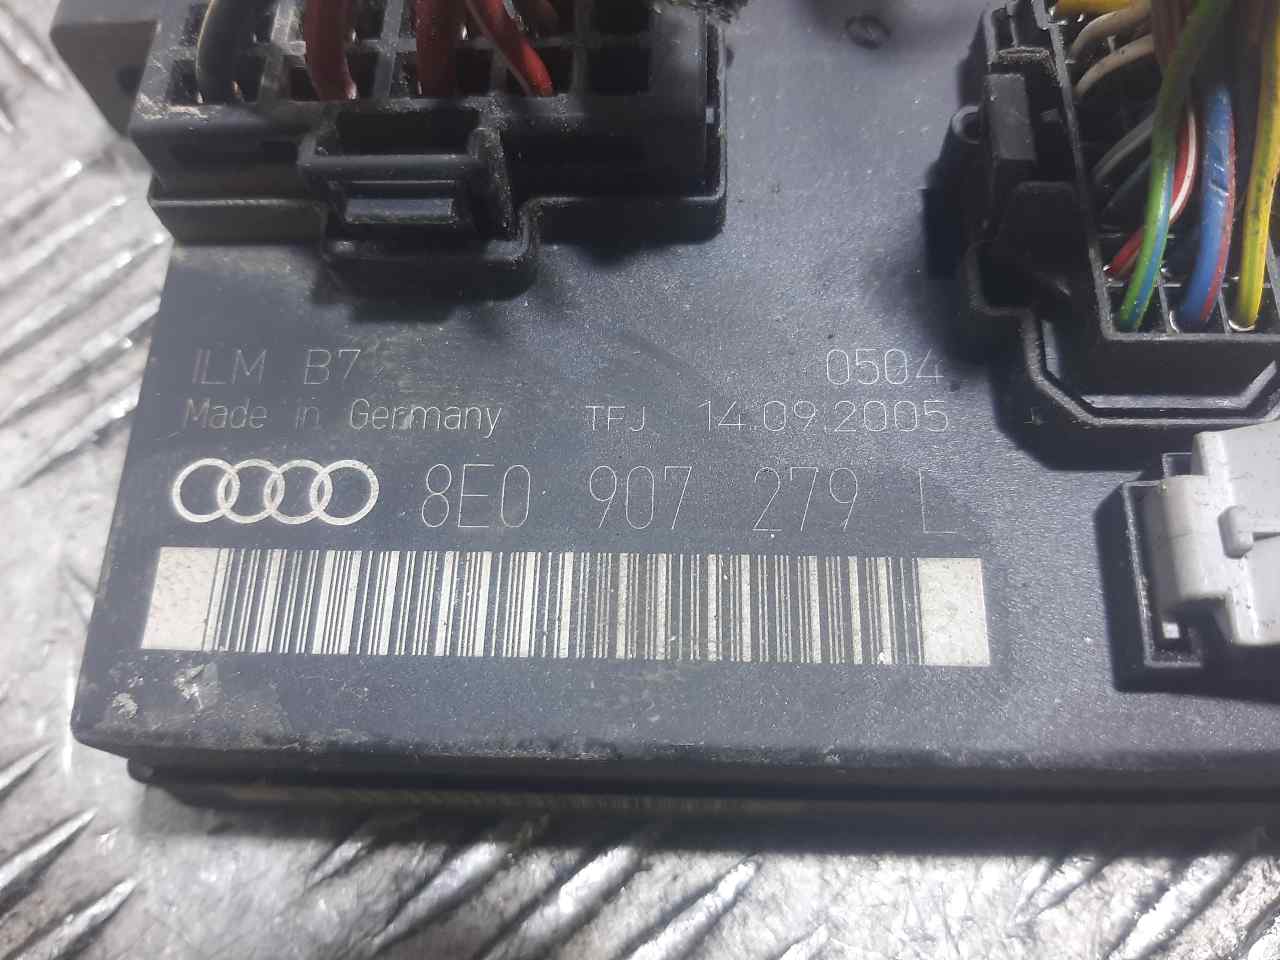 ILM B7 0504
Made in Germany TFJ 14.09.2005
8E0 907 279 L